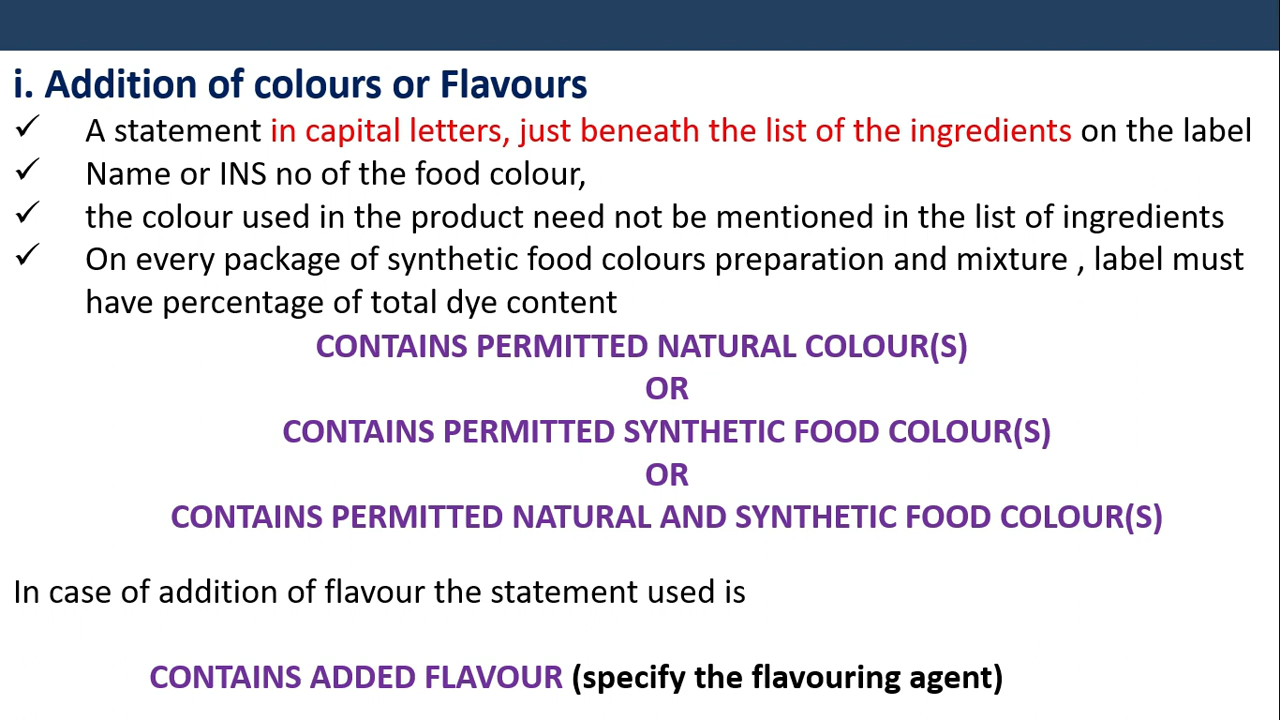 i. Addition of colours or Flavours
✓ A statement in capital letters, just beneath the list of the ingredients on the label
✓ Name or INS no of the food colour,
✓ the colour used in the product need not be mentioned in the list of ingredients
✓ On every package of synthetic food colours preparation and mixture , label must
have percentage of total dye content
CONTAINS PERMITTED NATURAL COLOUR(S)
OR
CONTAINS PERMITTED SYNTHETIC FOOD COLOUR(S)
OR
CONTAINS PERMITTED NATURAL AND SYNTHETIC FOOD COLOUR(S)
In case of addition of flavour the statement used is
CONTAINS ADDED FLAVOUR (specify the flavouring agent)